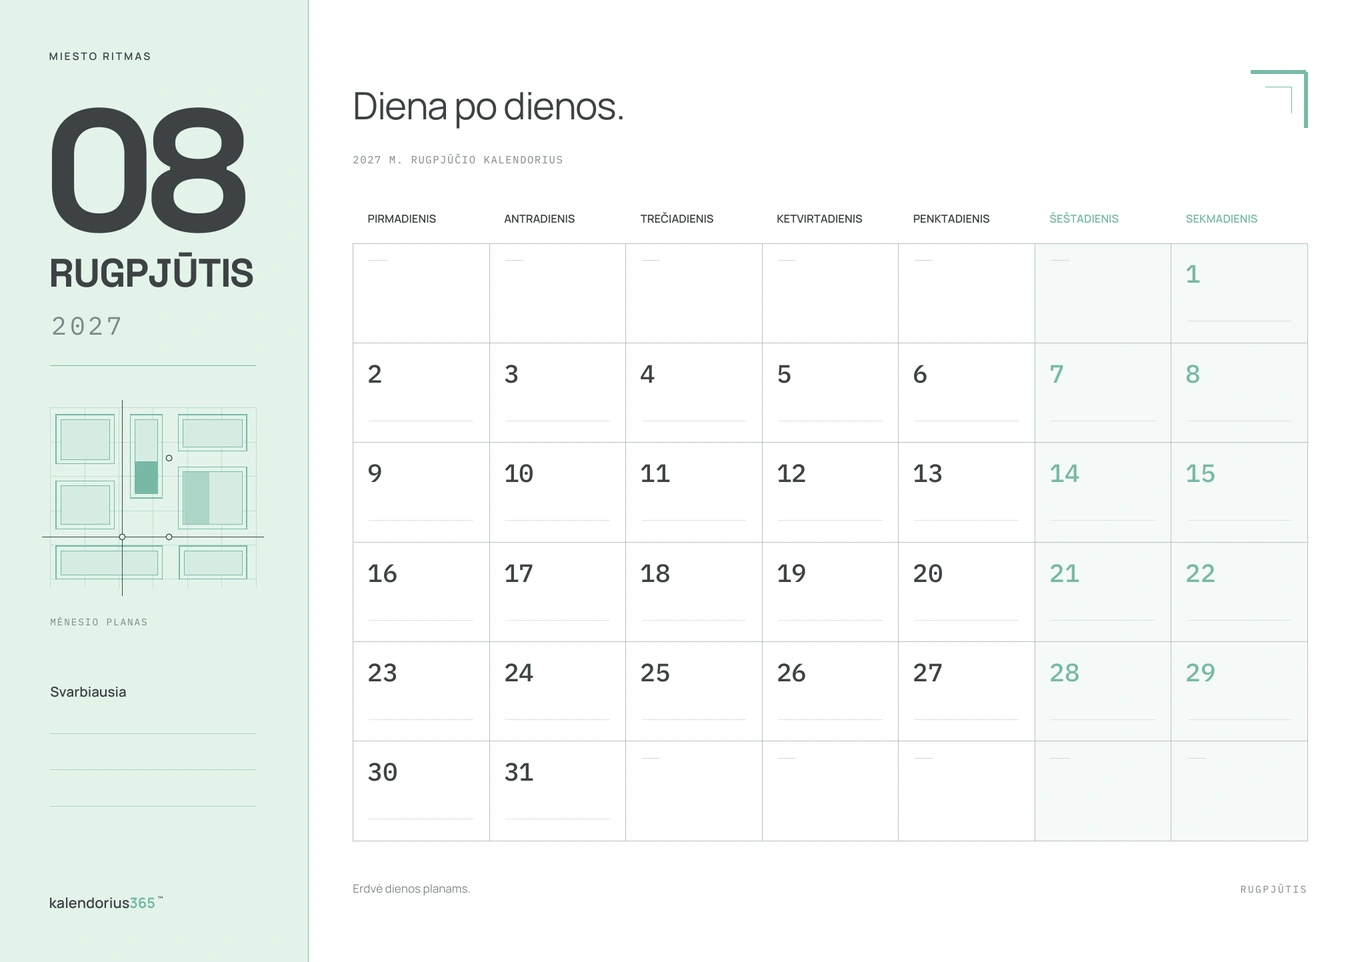 MIESTO RITMAS
08
RUGPJŪTIS
2027
MĖNESIO PLANAS
Svarbiausia
kalendorius365™
Diena po dienos.
2027 M. RUGPJŪČIO KALENDORIUS
PIRMADIENIS ANTRADIENIS TREČIADIENIS KETVIRTADIENIS PENKTADIENIS ŠEŠTADIENIS SEKMADIENIS
1
2 3 4 5 6 7 8
9 10 11 12 13 14 15
16 17 18 19 20 21 22
23 24 25 26 27 28 29
30 31
Erdvė dienos planams.
RUGPJŪTIS